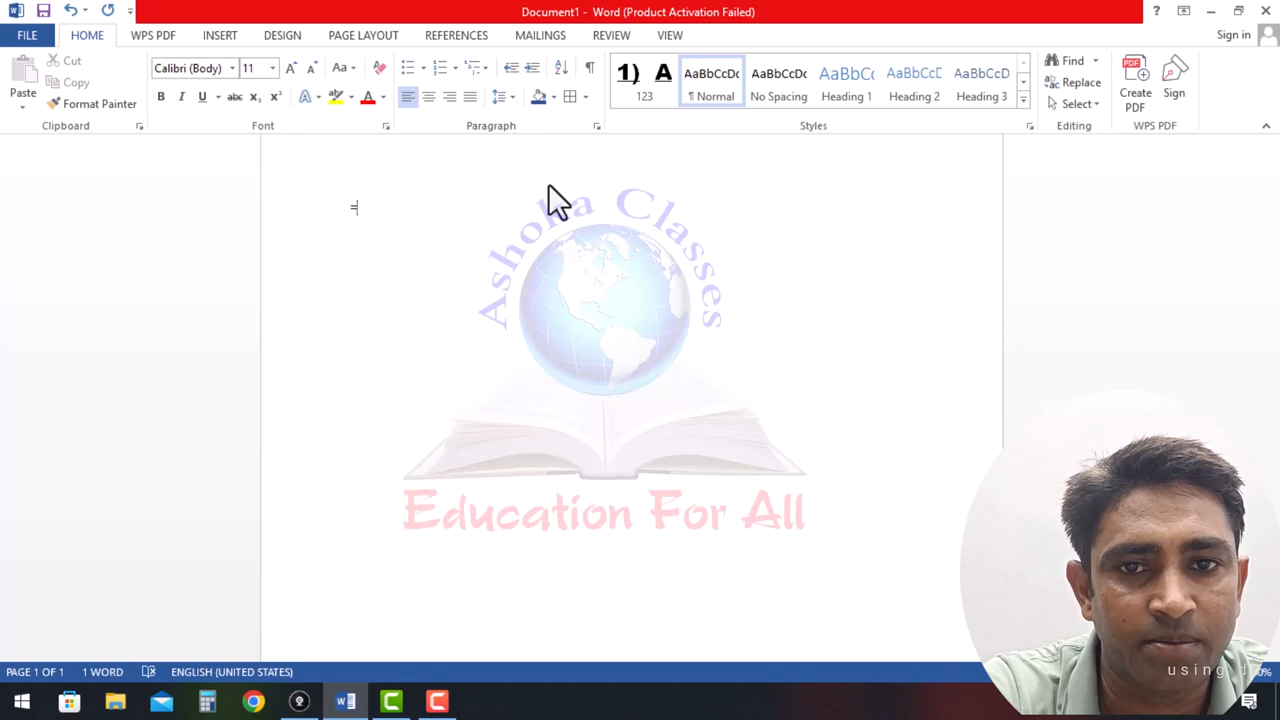 Document1 - Word (Product Activation Failed)
FILE HOME WPS PDF INSERT DESIGN PAGE LAYOUT REFERENCES MAILINGS REVIEW VIEW Sign in
Paste
Cut
Copy
Format Painter
Clipboard
Calibri (Body) 11
Font
Paragraph
1) AaBbCcDc AaBbCcDc AaBbC AaBbCcD AaBbCcD
123 ¶ Normal No Spacing Heading 1 Heading 2 Heading 3
Styles
Find
Replace
Select
Editing
Create PDF
Sign
WPS PDF
=
Ashoka Classes
Education For All
using
PAGE 1 OF 1 1 WORD ENGLISH (UNITED STATES)